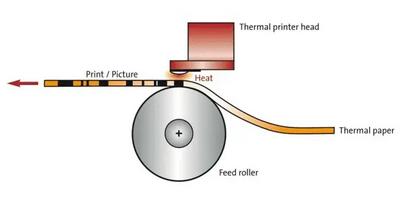 Thermal printer head
Print / Picture
Heat
Thermal paper
Feed roller